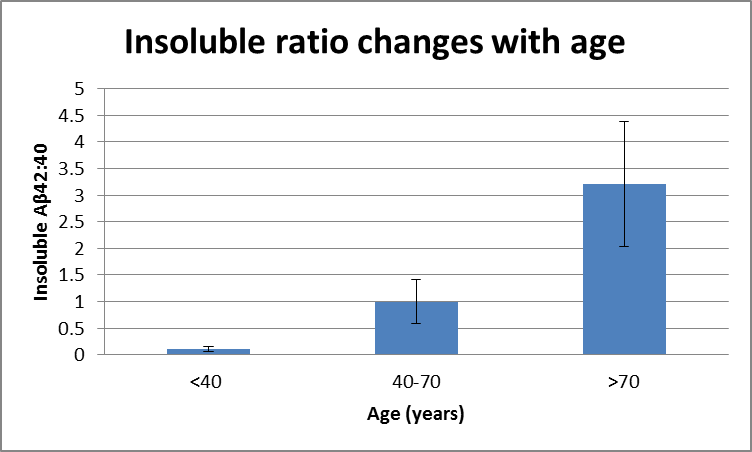 Insoluble ratio changes with age
Insoluble Aβ42:40
5
4.5
4
3.5
3
2.5
2
1.5
1
0.5
0
<40 40-70 >70
Age (years)